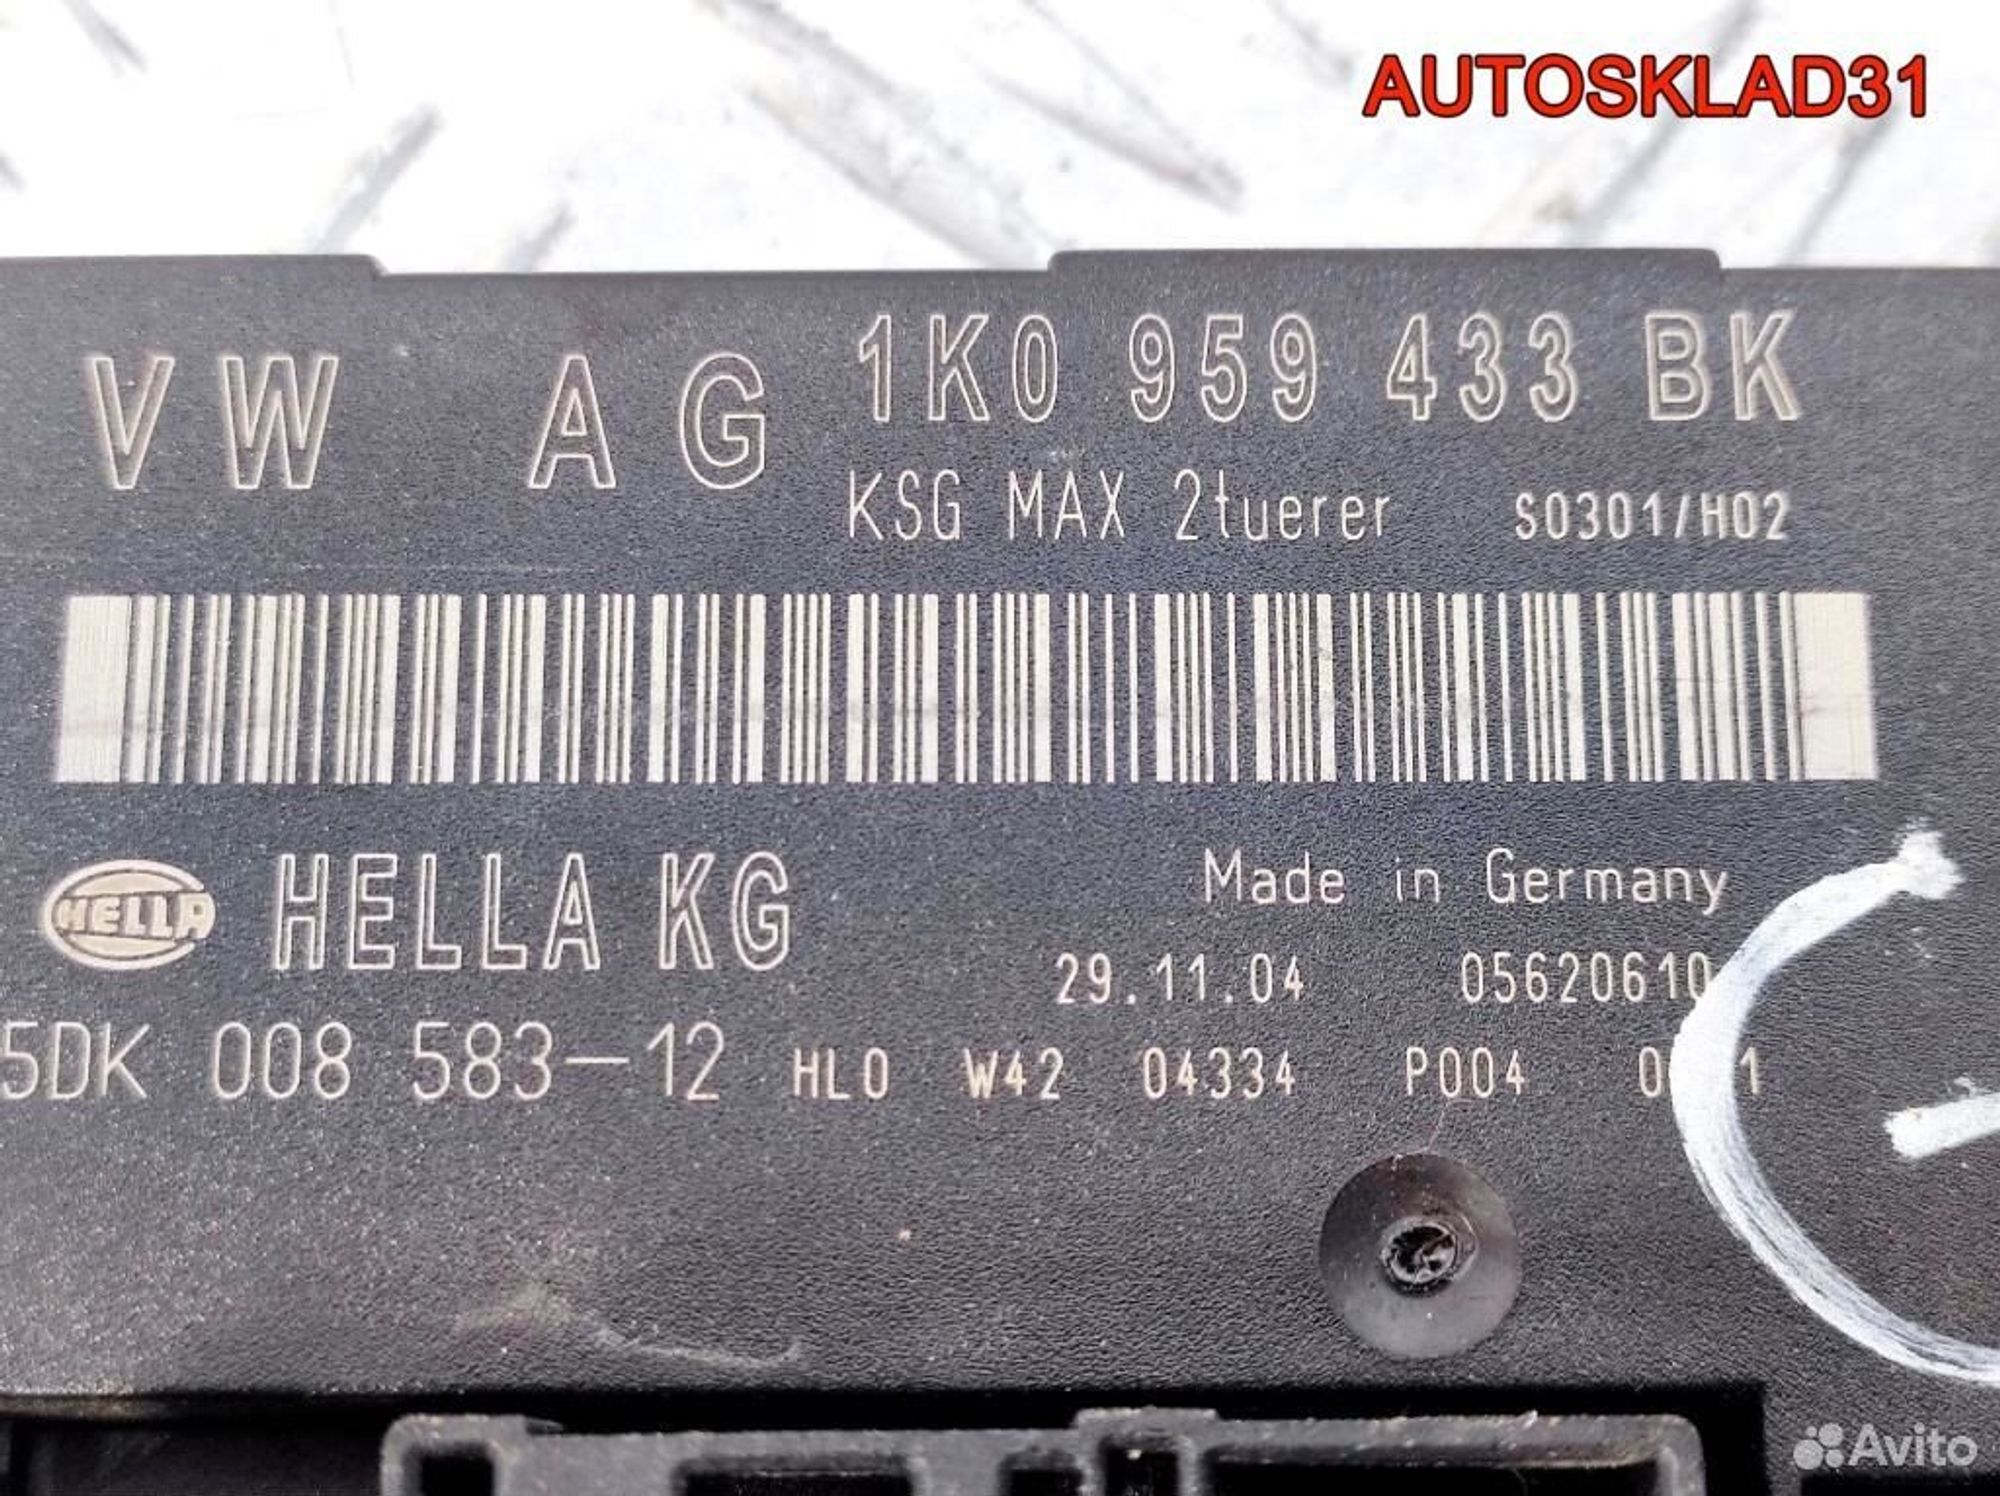 AUTOSKLAD31
VW AG 1K0 959 433 BK
KSG MAX 2tuerer S0301/H02
HELLA HELLA KG Made in Germany
29.11.04 05620610
5DK 008 583-12 HL0 W42 04334 P004
Avito